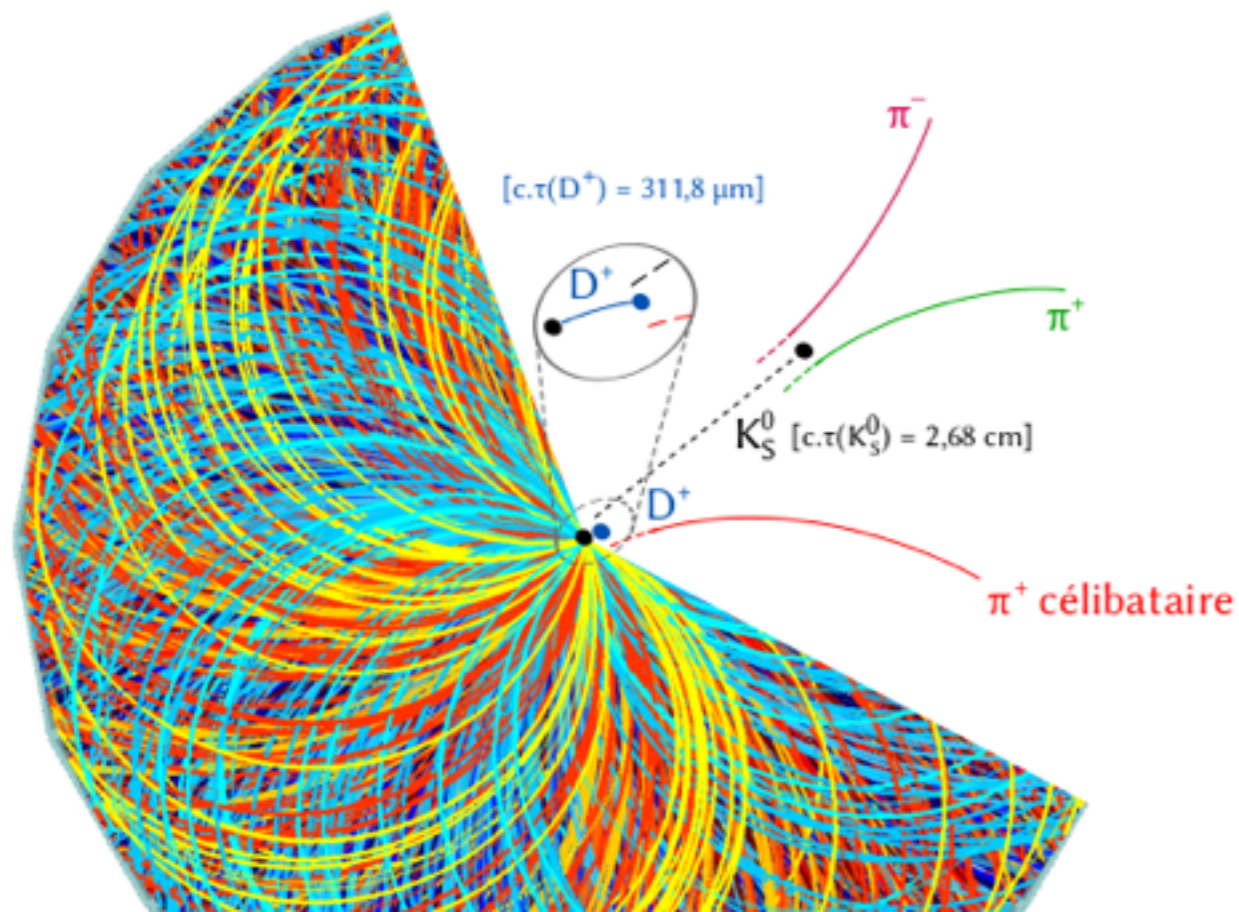 π⁻
[c.τ(D⁺) = 311,8 µm]
D⁺
π⁺
K⁰S [c.τ(K⁰s) = 2,68 cm]
D⁺
π⁺ célibataire